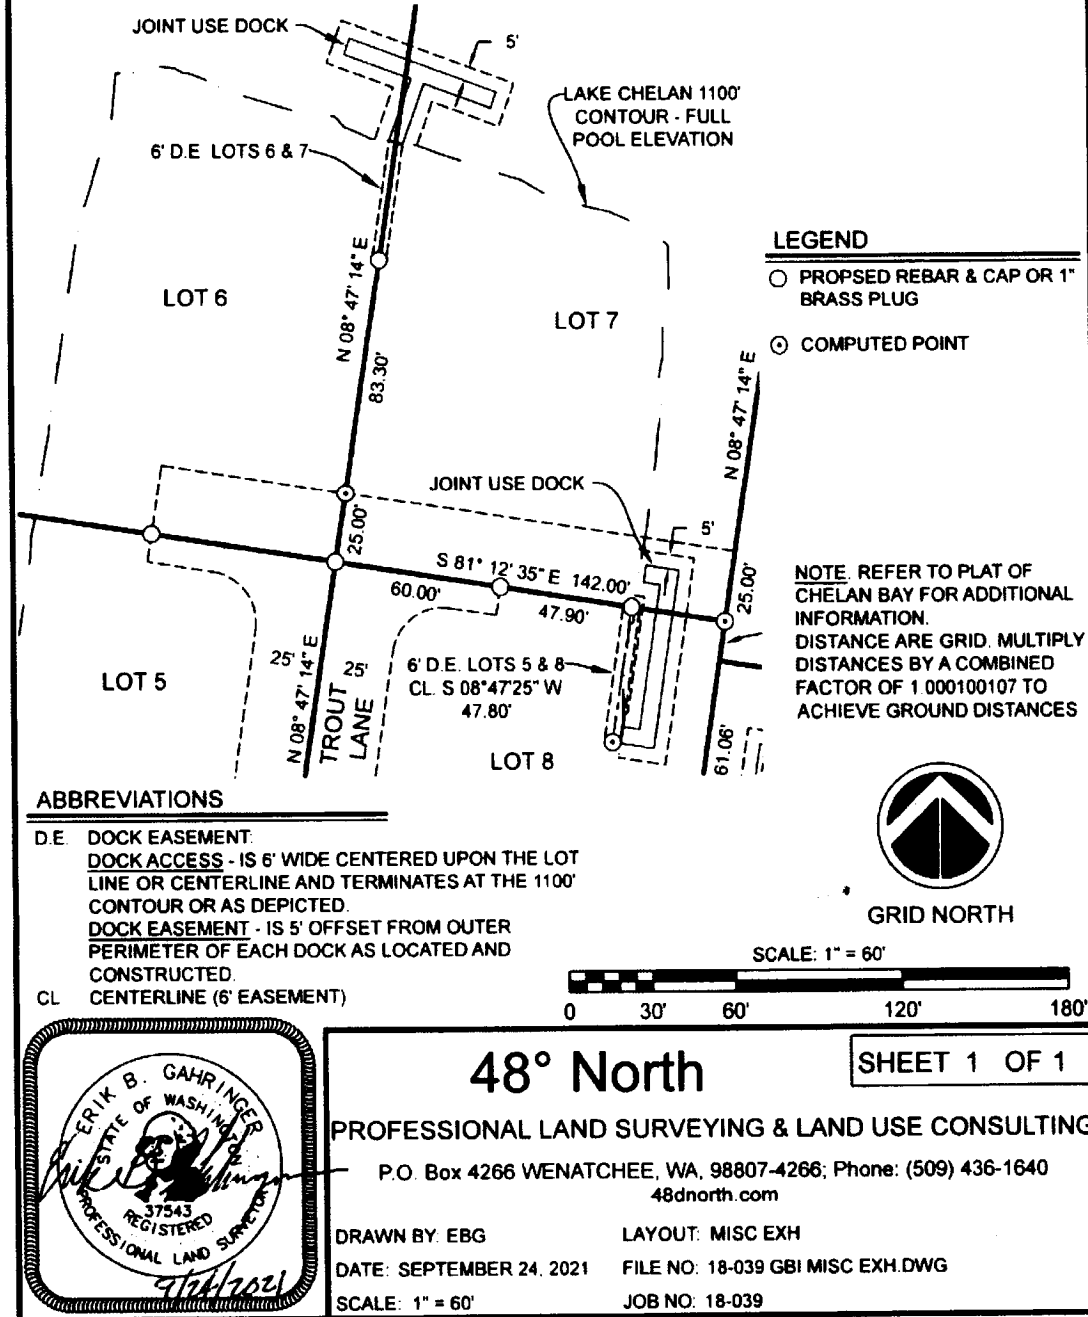 JOINT USE DOCK
5'
LAKE CHELAN 1100'
CONTOUR - FULL
POOL ELEVATION
6' D.E LOTS 6 & 7
N 08° 47' 14" E
83.30'
LOT 6
LOT 7
LEGEND
PROPSED REBAR & CAP OR 1"
BRASS PLUG
COMPUTED POINT
N 08° 47' 14" E
JOINT USE DOCK
5'
25.00'
S 81° 12' 35" E 142.00'
60.00'
47.90'
25.00'
NOTE. REFER TO PLAT OF
CHELAN BAY FOR ADDITIONAL
INFORMATION.
DISTANCE ARE GRID. MULTIPLY
DISTANCES BY A COMBINED
FACTOR OF 1.000100107 TO
ACHIEVE GROUND DISTANCES
LOT 5
25'
25'
N 08° 47' 14" E
TROUT
LANE
6' D.E. LOTS 5 & 8
CL. S 08°47'25" W
47.80'
LOT 8
61.06'
ABBREVIATIONS
D.E. DOCK EASEMENT.
DOCK ACCESS - IS 6' WIDE CENTERED UPON THE LOT
LINE OR CENTERLINE AND TERMINATES AT THE 1100'
CONTOUR OR AS DEPICTED.
DOCK EASEMENT - IS 5' OFFSET FROM OUTER
PERIMETER OF EACH DOCK AS LOCATED AND
CONSTRUCTED.
CL CENTERLINE (6' EASEMENT)
GRID NORTH
SCALE: 1" = 60'
0 30' 60' 120' 180'
ERIK B. GAHRINGER
STATE OF WASHINGTON
37543
REGISTERED
PROFESSIONAL LAND SURVEYOR
9/24/2021
48° North
SHEET 1 OF 1
PROFESSIONAL LAND SURVEYING & LAND USE CONSULTING
P.O. Box 4266 WENATCHEE, WA, 98807-4266; Phone: (509) 436-1640
48dnorth.com
DRAWN BY: EBG
LAYOUT: MISC EXH
DATE: SEPTEMBER 24, 2021
FILE NO: 18-039 GBI MISC EXH.DWG
SCALE: 1" = 60'
JOB NO: 18-039